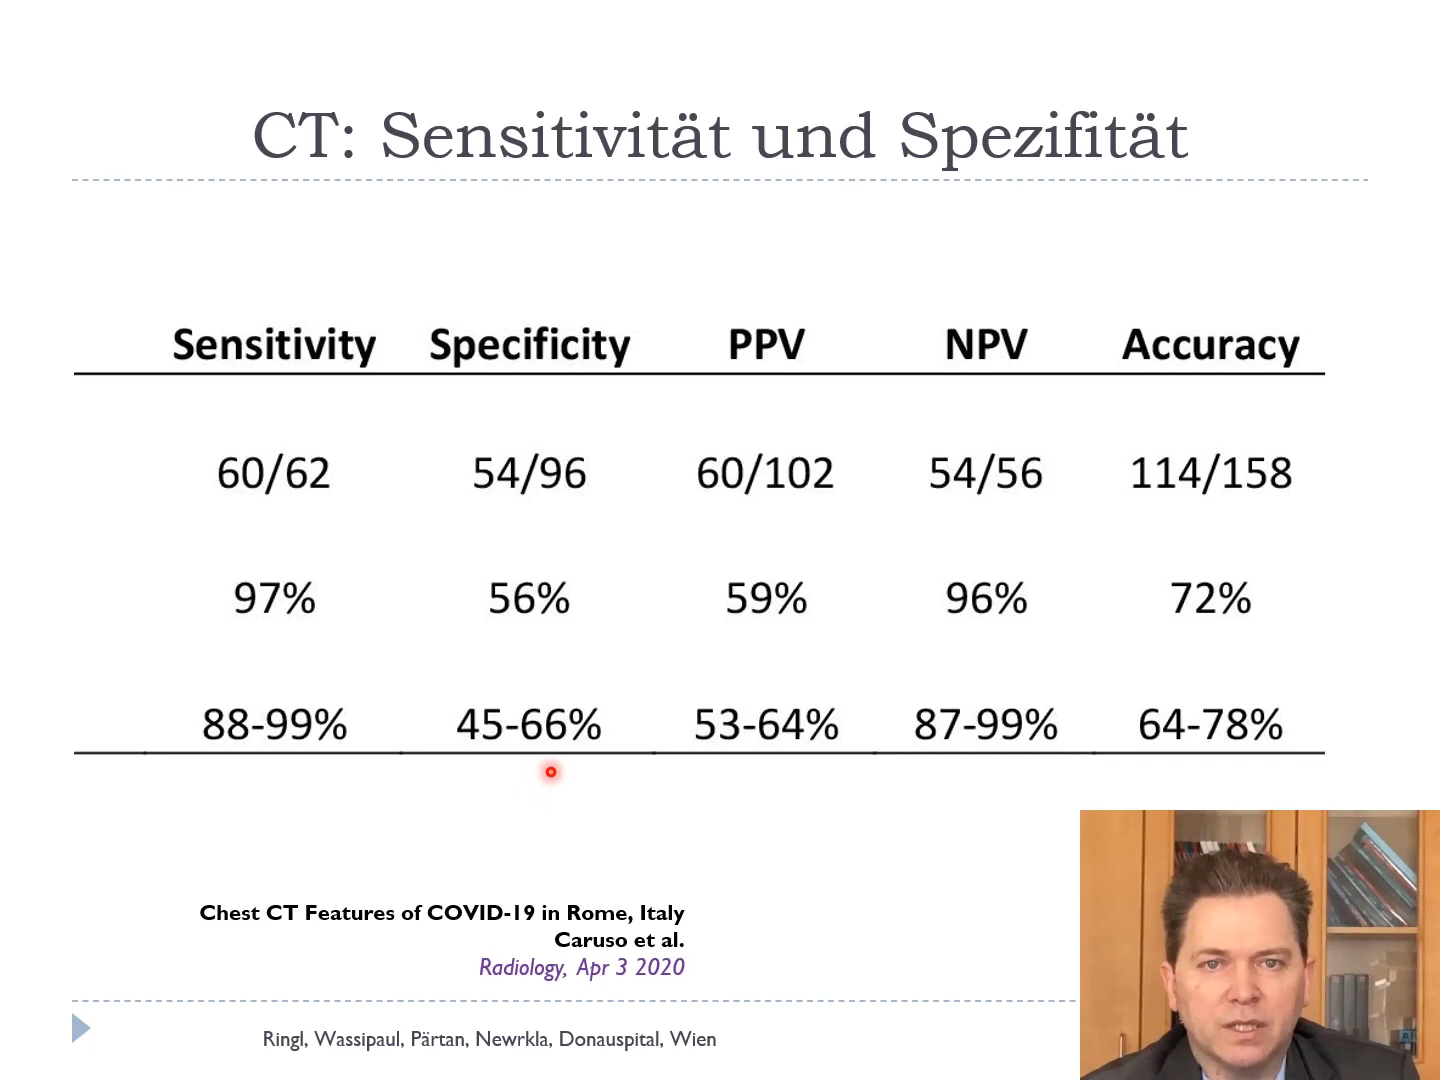 CT: Sensitivität und Spezifität
Sensitivity Specificity PPV NPV Accuracy
60/62 54/96 60/102 54/56 114/158
97% 56% 59% 96% 72%
88-99% 45-66% 53-64% 87-99% 64-78%
Chest CT Features of COVID-19 in Rome, Italy
Caruso et al.
Radiology, Apr 3 2020
Ringl, Wassipaul, Pärtan, Newrkla, Donauspital, Wien